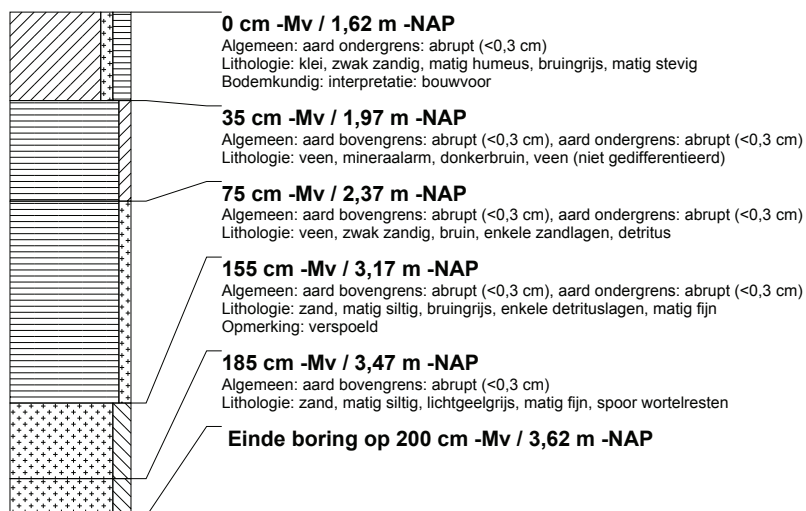 0 cm -Mv / 1,62 m -NAP
Algemeen: aard ondergrens: abrupt (<0,3 cm)
Lithologie: klei, zwak zandig, matig humeus, bruingrijs, matig stevig
Bodemkundig: interpretatie: bouwvoor
35 cm -Mv / 1,97 m -NAP
Algemeen: aard bovengrens: abrupt (<0,3 cm), aard ondergrens: abrupt (<0,3 cm)
Lithologie: veen, mineraalarm, donkerbruin, veen (niet gedifferentieerd)
75 cm -Mv / 2,37 m -NAP
Algemeen: aard bovengrens: abrupt (<0,3 cm), aard ondergrens: abrupt (<0,3 cm)
Lithologie: veen, zwak zandig, bruin, enkele zandlagen, detritus
155 cm -Mv / 3,17 m -NAP
Algemeen: aard bovengrens: abrupt (<0,3 cm), aard ondergrens: abrupt (<0,3 cm)
Lithologie: zand, matig siltig, bruingrijs, enkele detrituslagen, matig fijn
Opmerking: verspoeld
185 cm -Mv / 3,47 m -NAP
Algemeen: aard bovengrens: abrupt (<0,3 cm)
Lithologie: zand, matig siltig, lichtgeelgrijs, matig fijn, spoor wortelresten
Einde boring op 200 cm -Mv / 3,62 m -NAP